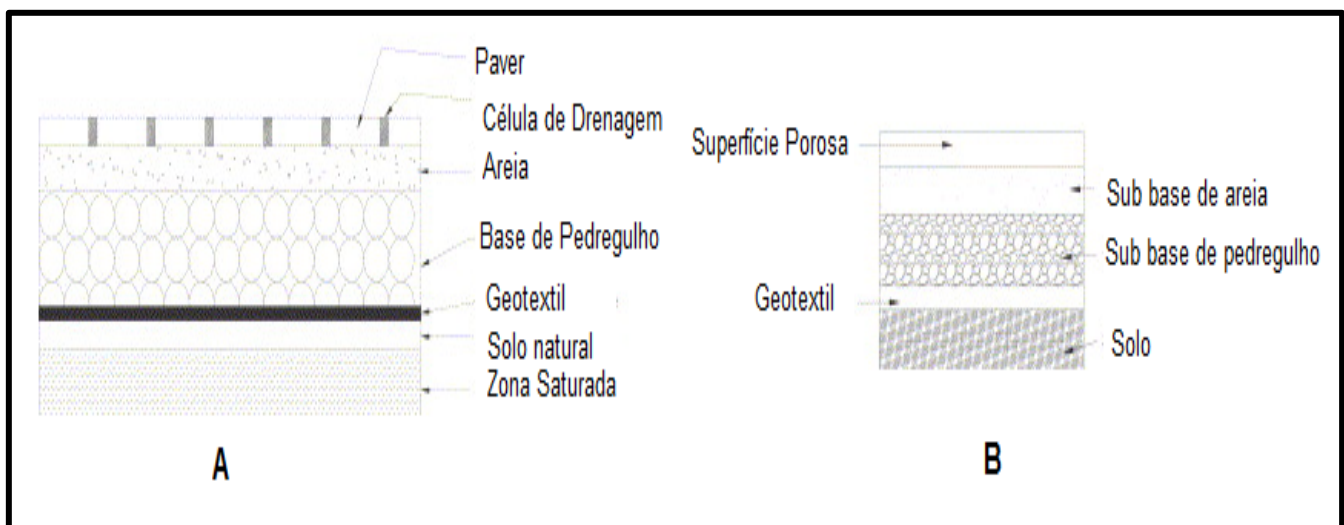 Paver
Célula de Drenagem
Areia
Base de Pedregulho
Geotextil
Solo natural
Zona Saturada
A
Superfície Porosa
Sub base de areia
Sub base de pedregulho
Geotextil
Solo
B